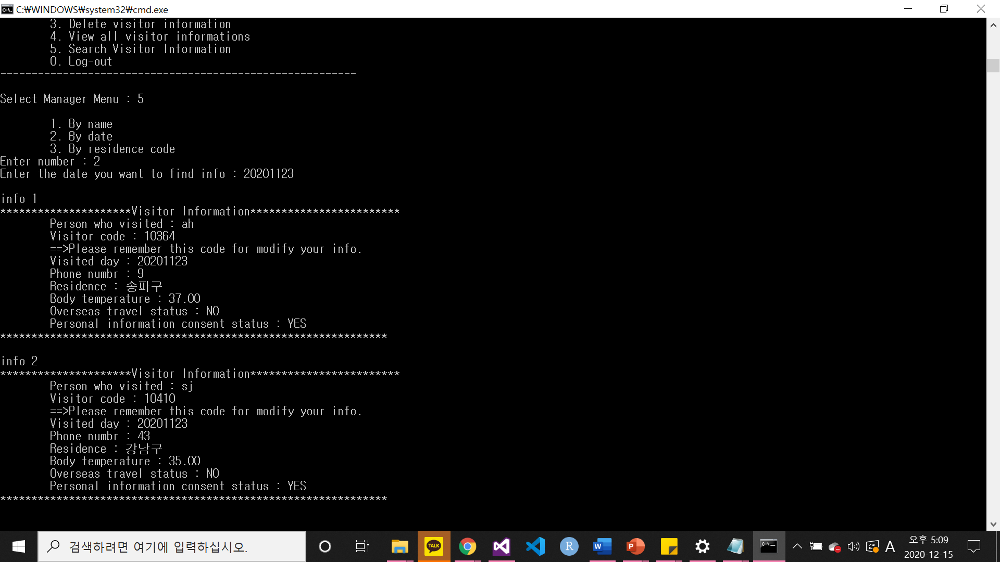 C:₩WINDOWS₩system32₩cmd.exe
3. Delete visitor information
4. View all visitor informations
5. Search Visitor Information
0. Log-out
---------------------------------------------------------
Select Manager Menu : 5
1. By name
2. By date
3. By residence code
Enter number : 2
Enter the date you want to find info : 20201123
info 1
*********************Visitor Information************************
Person who visited : ah
Visitor code : 10364
==>Please remember this code for modify your info.
Visited day : 20201123
Phone numbr : 9
Residence : 송파구
Body temperature : 37.00
Overseas travel status : NO
Personal information consent status : YES
**************************************************************
info 2
*********************Visitor Information************************
Person who visited : sj
Visitor code : 10410
==>Please remember this code for modify your info.
Visited day : 20201123
Phone numbr : 43
Residence : 강남구
Body temperature : 35.00
Overseas travel status : NO
Personal information consent status : YES
**************************************************************
검색하려면 여기에 입력하십시오.
TALK
R
W
P
A
오후 5:09
2020-12-15